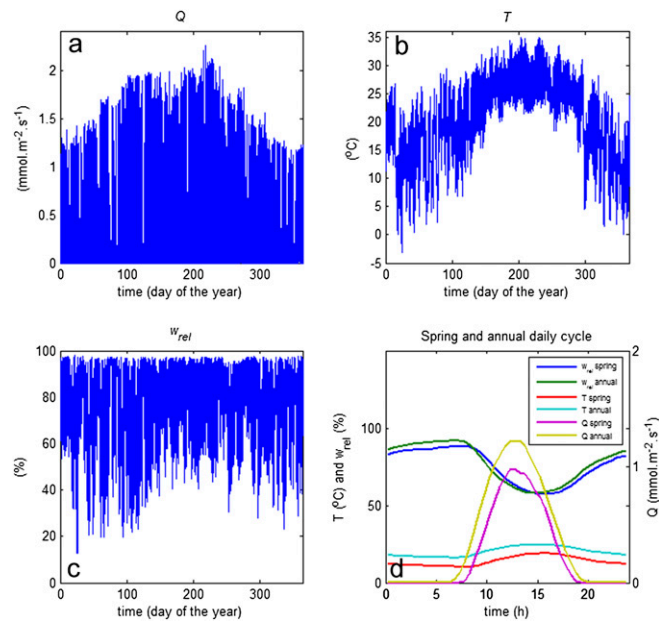 Q
a
2
1.5
1
0.5
0
(mmol.m-2.s-1)
0 100 200 300
time (day of the year)
T
b
35
30
25
20
15
10
5
0
-5
(oC)
0 100 200 300
time (day of the year)
wrel
100
80
60
40
20
0
(%)
c
0 100 200 300
time (day of the year)
Spring and annual daily cycle
w rel spring
w rel annual
T spring
T annual
Q spring
Q annual
100
50
0
T (oC) and wrel (%)
2
1
0
Q (mmol.m-2.s-1)
d
0 5 10 15 20
time (h)